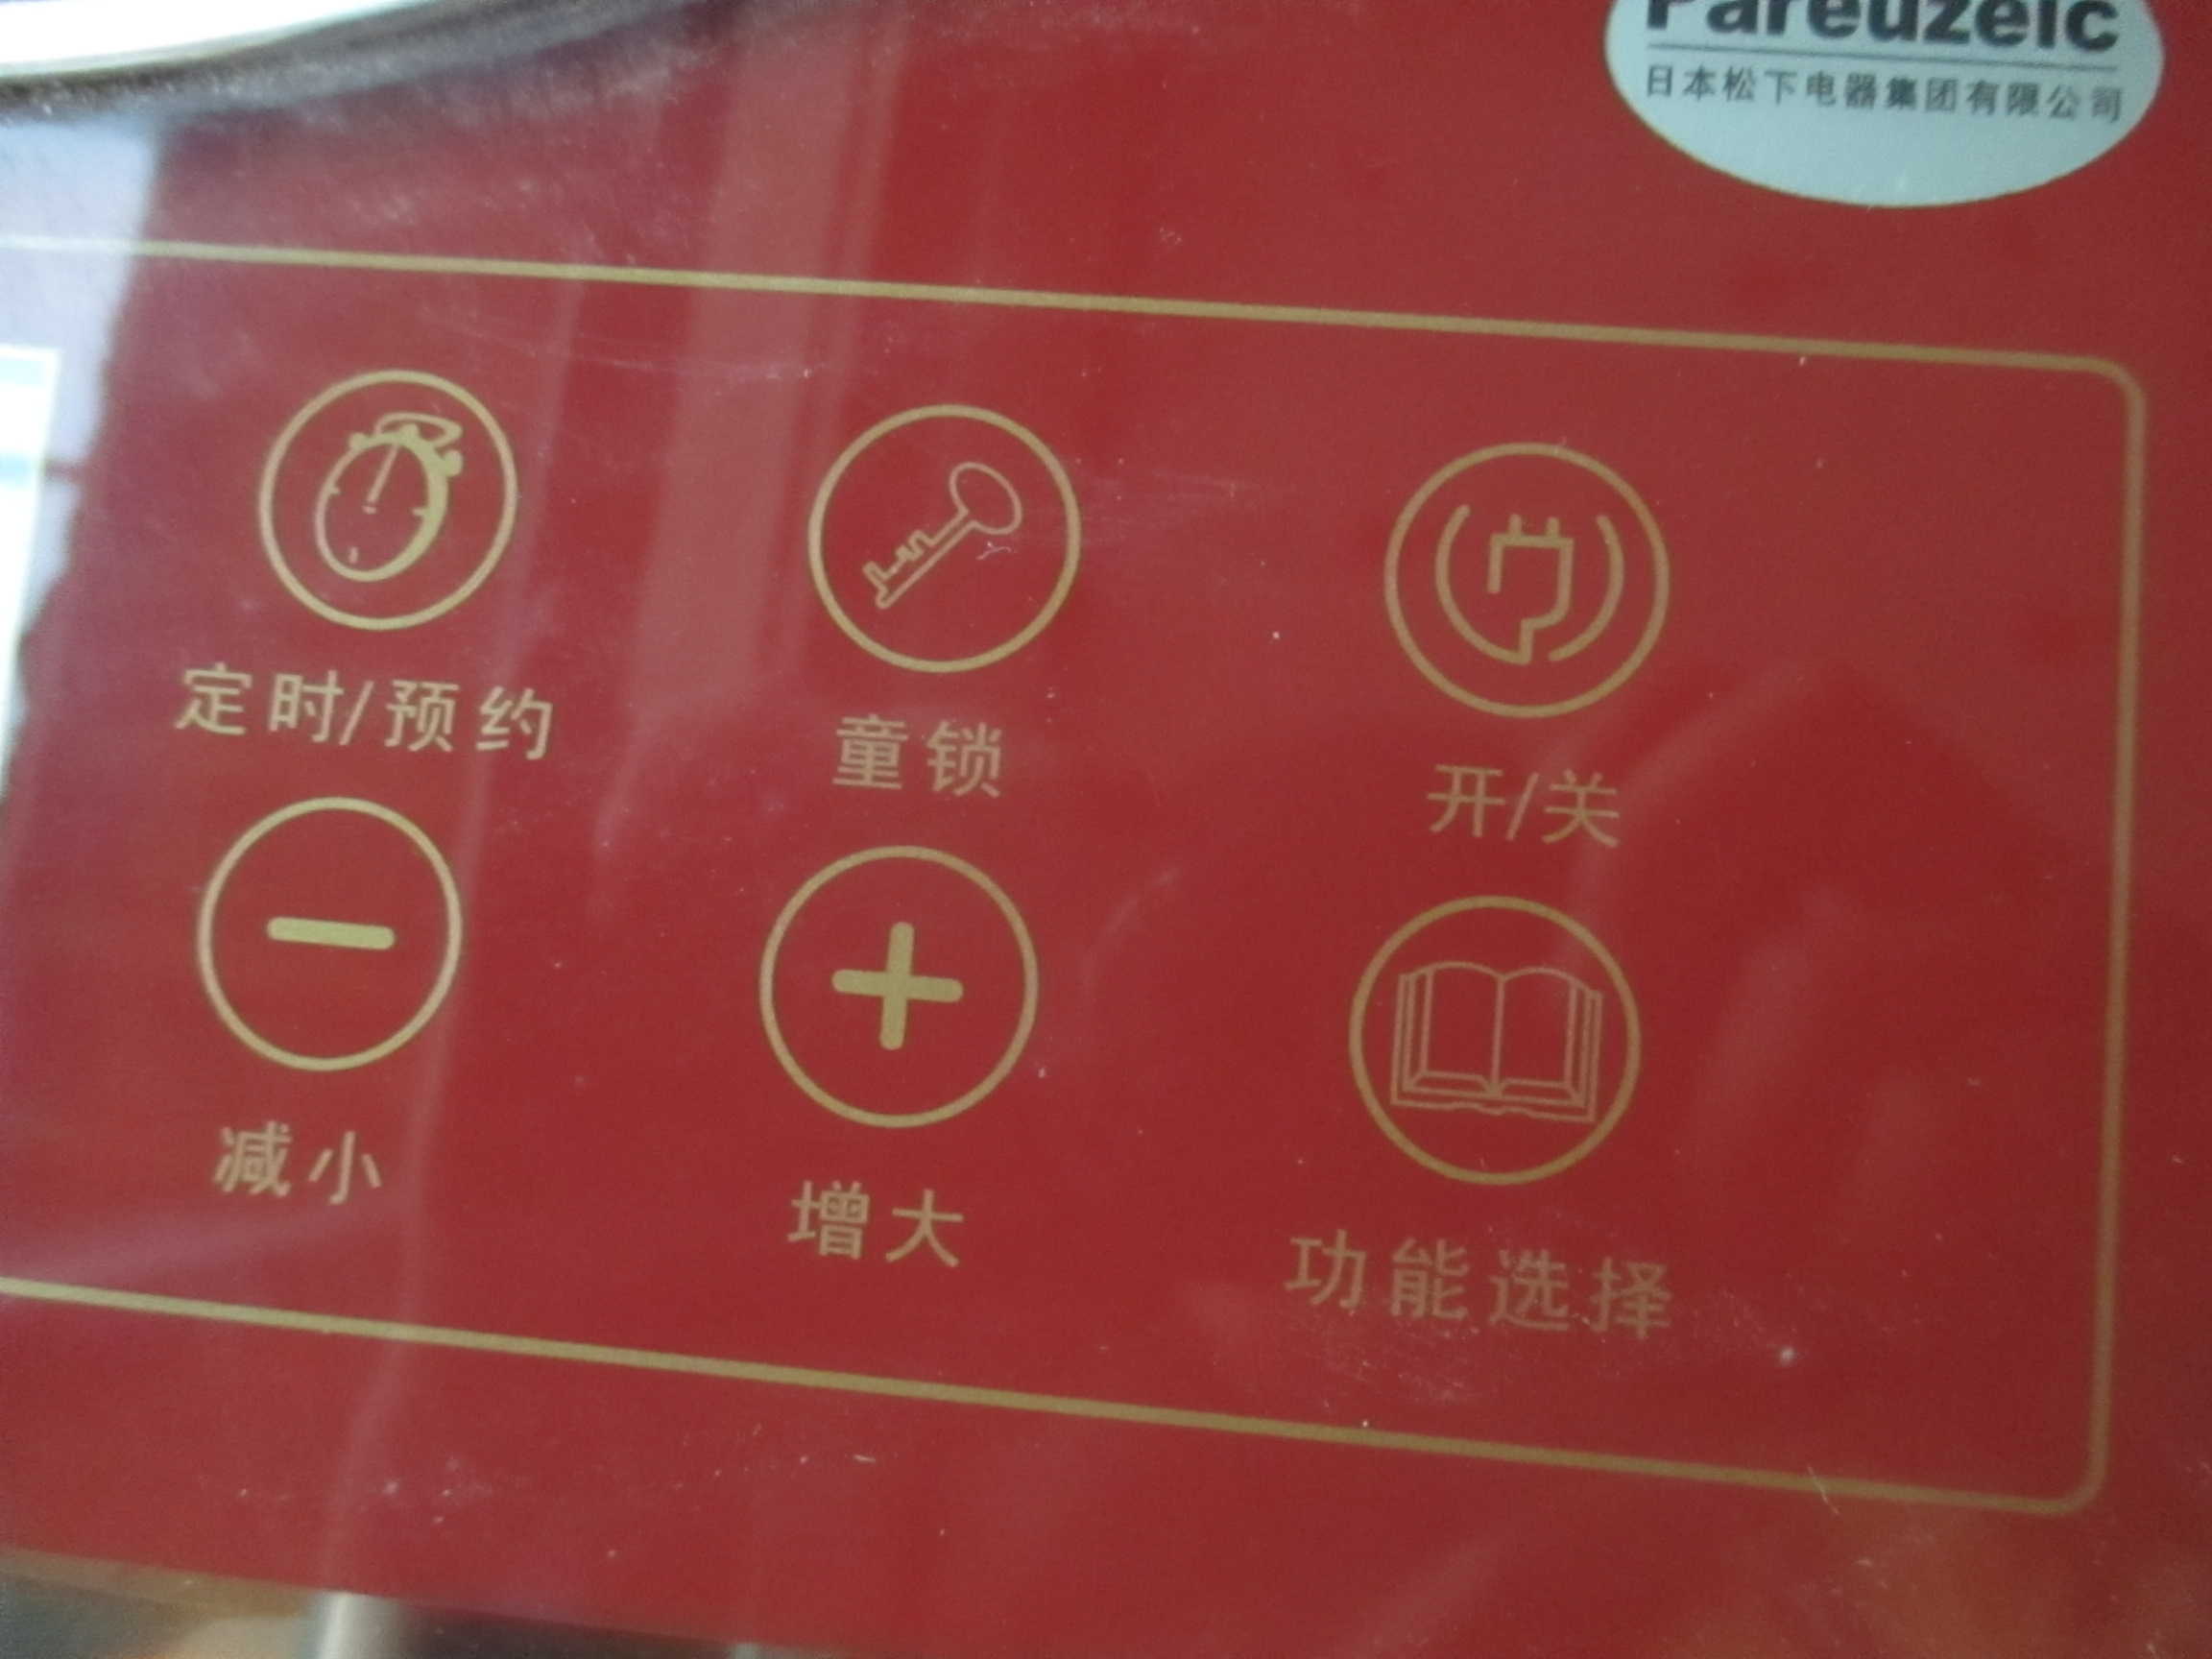 Pareuzeic
日本松下电器集团有限公司
定时/预约
童锁
开/关
减小
增大
功能选择